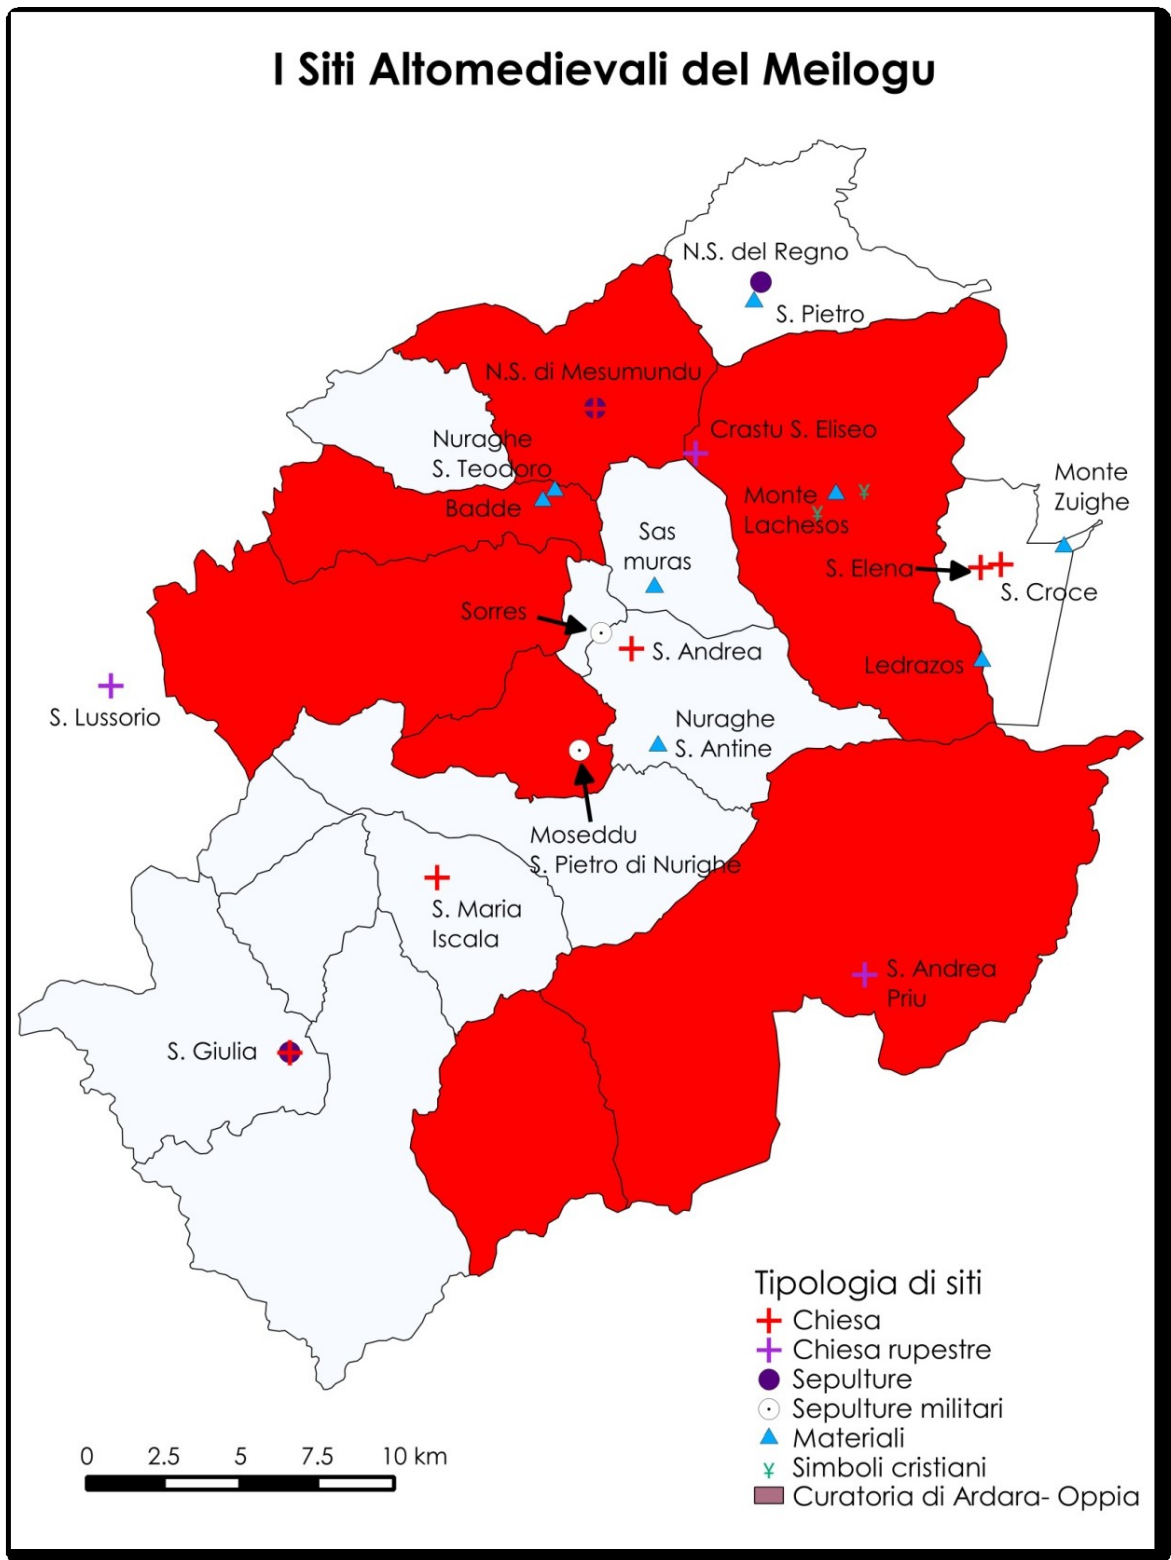 I Siti Altomedievali del Meilogu
N.S. del Regno
S. Pietro
N.S. di Mesumundu
Crastu S. Eliseo
Nuraghe
S. Teodoro
Badde
Monte
Lachesos
Monte
Zuighe
Sas
muras
S. Elena
S. Croce
Sorres
S. Andrea
Ledrazos
S. Lussorio
Nuraghe
S. Antine
Moseddu
S. Pietro di Nurighe
S. Maria
Iscala
S. Andrea
Priu
S. Giulia
Tipologia di siti
Chiesa
Chiesa rupestre
Sepulture
Sepulture militari
Materiali
Simboli cristiani
Curatoria di Ardara- Oppia
0 2.5 5 7.5 10 km